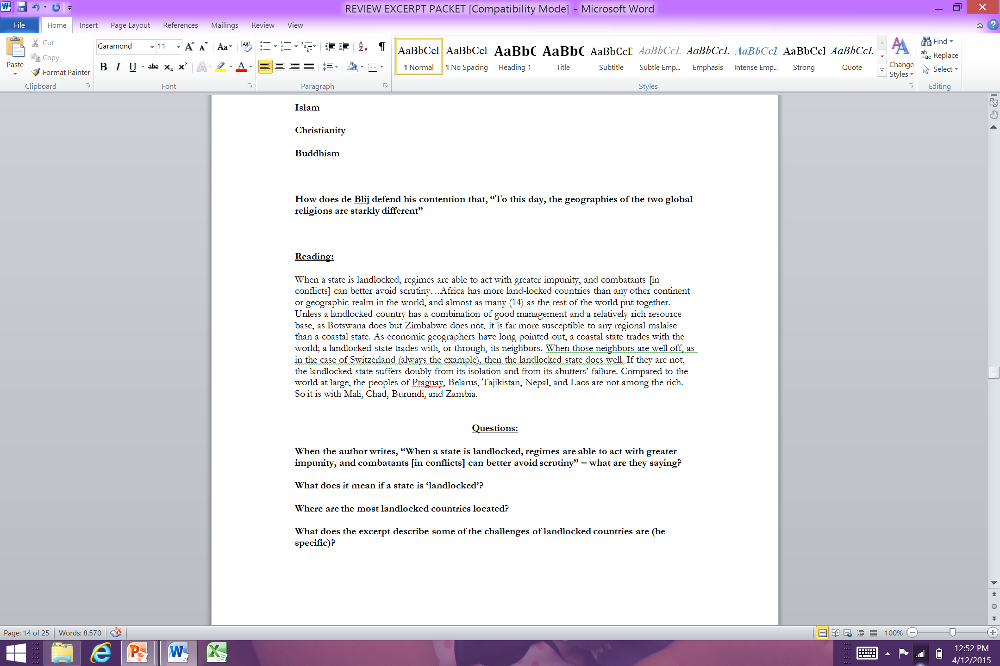 REVIEW EXCERPT PACKET [Compatibility Mode] - Microsoft Word
File Home Insert Page Layout References Mailings Review View
Paste
Cut
Copy
Format Painter
Clipboard
Garamond 11
Font
Paragraph
AaBbCcI AaBbCcI AaBbC AaBbC AaBbCcD AaBbCcL AaBbCcL AaBbCcI AaBbCcI AaBbCcL
¶ Normal ¶ No Spacing Heading 1 Title Subtitle Subtle Emp... Emphasis Intense Emp... Strong Quote
Styles
Change
Styles
Find
Replace
Select
Editing
Islam
Christianity
Buddhism
How does de Blij defend his contention that, “To this day, the geographies of the two global
religions are starkly different”
Reading:
When a state is landlocked, regimes are able to act with greater impunity, and combatants [in
conflicts] can better avoid scrutiny…Africa has more land-locked countries than any other continent
or geographic realm in the world, and almost as many (14) as the rest of the world put together.
Unless a landlocked country has a combination of good management and a relatively rich resource
base, as Botswana does but Zimbabwe does not, it is far more susceptible to any regional malaise
than a coastal state. As economic geographers have long pointed out, a coastal state trades with the
world; a landlocked state trades with, or through, its neighbors. When those neighbors are well off, as
in the case of Switzerland (always the example), then the landlocked state does well. If they are not,
the landlocked state suffers doubly from its isolation and from its abutters’ failure. Compared to the
world at large, the peoples of Praguay, Belarus, Tajikistan, Nepal, and Laos are not among the rich.
So it is with Mali, Chad, Burundi, and Zambia.
Questions:
When the author writes, “When a state is landlocked, regimes are able to act with greater
impunity, and combatants [in conflicts] can better avoid scrutiny” – what are they saying?
What does it mean if a state is ‘landlocked’?
Where are the most landlocked countries located?
What does the excerpt describe some of the challenges of landlocked countries are (be
specific)?
Page: 14 of 25 Words: 8,570 100%
12:52 PM
4/12/2015